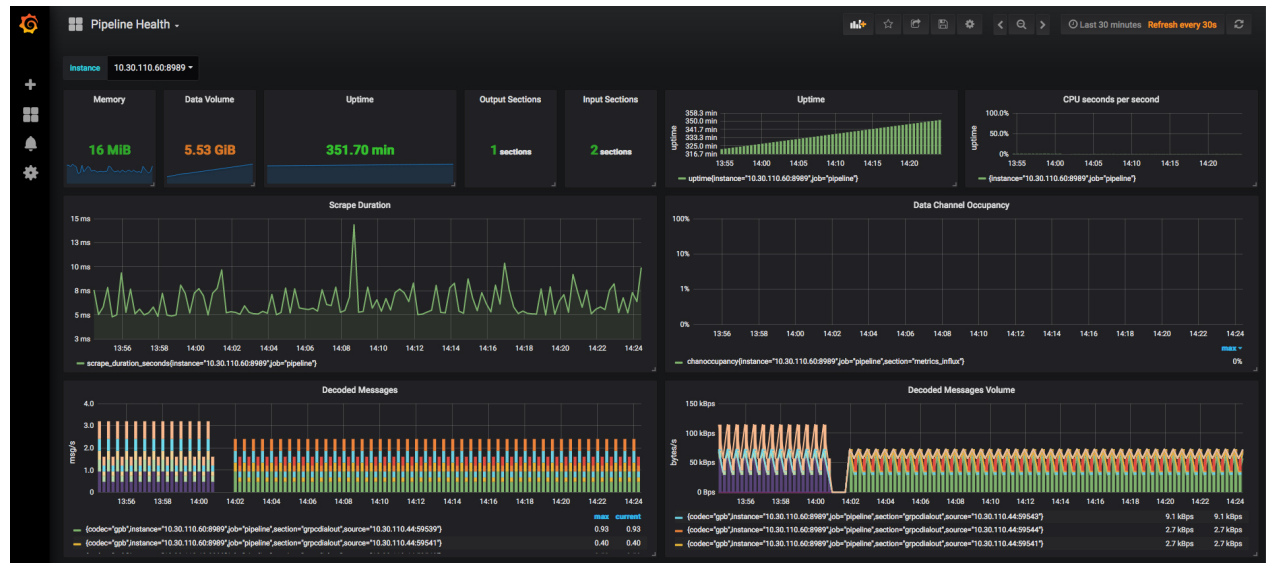 Pipeline Health
Last 30 minutes Refresh every 30s
Instance 10.30.110.60:8989
Memory
16 MiB
Data Volume
5.53 GiB
Uptime
351.70 min
Output Sections
1 sections
Input Sections
2 sections
Uptime
uptime
358.3 min
350.0 min
341.7 min
333.3 min
325.0 min
316.7 min
13:55 14:00 14:05 14:10 14:15 14:20
uptime{instance="10.30.110.60:8989",job="pipeline"}
CPU seconds per second
uptime
100.0%
50.0%
0%
13:55 14:00 14:05 14:10 14:15 14:20
{instance="10.30.110.60:8989",job="pipeline"}
Scrape Duration
15 ms
13 ms
10 ms
8 ms
5 ms
3 ms
13:56 13:58 14:00 14:02 14:04 14:06 14:08 14:10 14:12 14:14 14:16 14:18 14:20 14:22 14:24
scrape_duration_seconds{instance="10.30.110.60:8989",job="pipeline"}
Data Channel Occupancy
100%
10%
1%
0%
13:56 13:58 14:00 14:02 14:04 14:06 14:08 14:10 14:12 14:14 14:16 14:18 14:20 14:22 14:24
max
chanoccupancy{instance="10.30.110.60:8989",job="pipeline",section="metrics_influx"} 0%
Decoded Messages
msg/s
4.0
3.0
2.0
1.0
0
13:56 13:58 14:00 14:02 14:04 14:06 14:08 14:10 14:12 14:14 14:16 14:18 14:20 14:22 14:24
max current
{codec="gpb",instance="10.30.110.60:8989",job="pipeline",section="grpcdialout",source="10.30.110.44:59539"} 0.93 0.93
{codec="gpb",instance="10.30.110.60:8989",job="pipeline",section="grpcdialout",source="10.30.110.44:59541"} 0.40 0.40
Decoded Messages Volume
bytes/s
150 kBps
100 kBps
50 kBps
0 Bps
13:56 13:58 14:00 14:02 14:04 14:06 14:08 14:10 14:12 14:14 14:16 14:18 14:20 14:22 14:24
{codec="gpb",instance="10.30.110.60:8989",job="pipeline",section="grpcdialout",source="10.30.110.44:59543"} 9.1 kBps 9.1 kBps
{codec="gpb",instance="10.30.110.60:8989",job="pipeline",section="grpcdialout",source="10.30.110.44:59544"} 2.7 kBps 2.7 kBps
{codec="gpb",instance="10.30.110.60:8989",job="pipeline",section="grpcdialout",source="10.30.110.44:59541"} 2.7 kBps 2.7 kBps